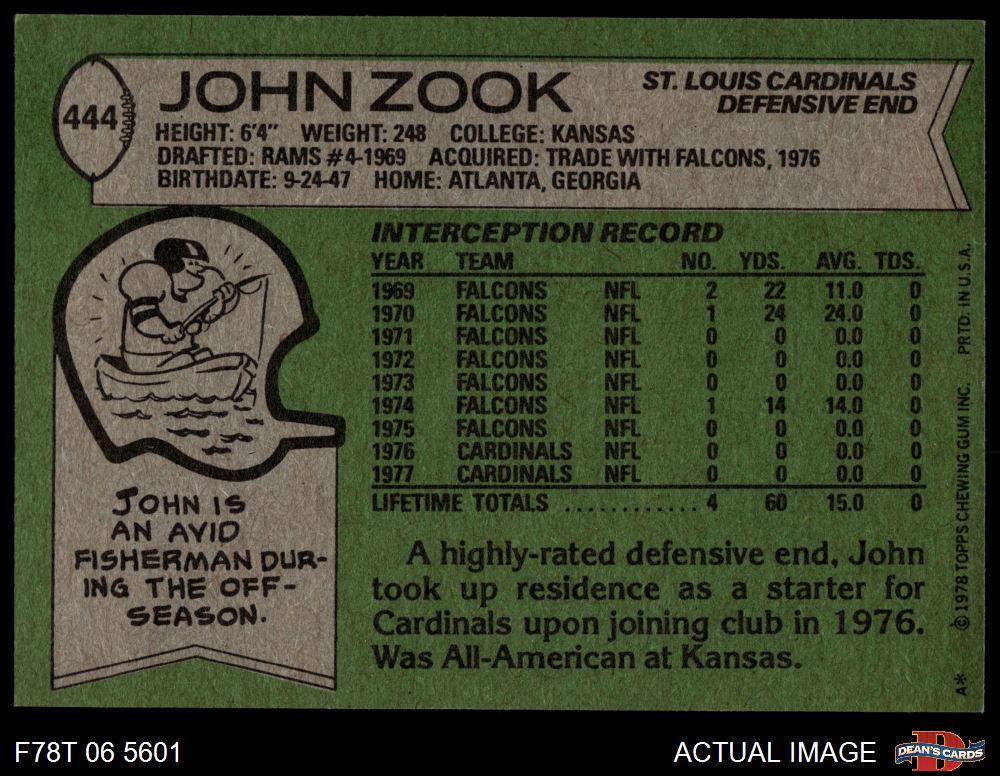 444
JOHN ZOOK
ST. LOUIS CARDINALS
DEFENSIVE END
HEIGHT: 6'4" WEIGHT: 248 COLLEGE: KANSAS
DRAFTED: RAMS #4-1969 ACQUIRED: TRADE WITH FALCONS, 1976
BIRTHDATE: 9-24-47 HOME: ATLANTA, GEORGIA
INTERCEPTION RECORD
YEAR TEAM NO. YDS. AVG. TDS.
1969 FALCONS NFL 2 22 11.0 0
1970 FALCONS NFL 1 24 24.0 0
1971 FALCONS NFL 0 0 0.0 0
1972 FALCONS NFL 0 0 0.0 0
1973 FALCONS NFL 0 0 0.0 0
1974 FALCONS NFL 1 14 14.0 0
1975 FALCONS NFL 0 0 0.0 0
1976 CARDINALS NFL 0 0 0.0 0
1977 CARDINALS NFL 0 0 0.0 0
LIFETIME TOTALS ............ 4 60 15.0 0
JOHN IS
AN AVID
FISHERMAN DUR-
ING THE OFF-
SEASON.
A highly-rated defensive end, John
took up residence as a starter for
Cardinals upon joining club in 1976.
Was All-American at Kansas.
A* © 1978 TOPPS CHEWING GUM INC. PRTD. IN U.S.A.
F78T 06 5601
ACTUAL IMAGE
DEAN'S CARDS